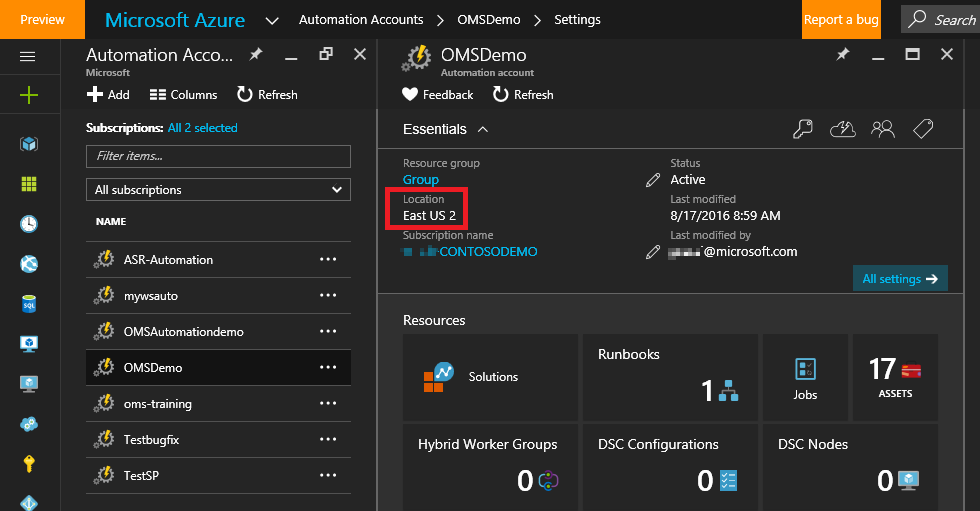 Preview
Microsoft Azure
Automation Accounts > OMSDemo > Settings
Report a bug
Search
Automation Acco...
Microsoft
Add
Columns
Refresh
Subscriptions: All 2 selected
Filter items...
All subscriptions
NAME
ASR-Automation ...
mywsauto ...
OMSAutomationdemo ...
OMSDemo ...
oms-training ...
Testbugfix ...
TestSP ...
SQL
OMSDemo
Automation account
Feedback
Refresh
Essentials
Resource group
Group
Location
East US 2
Subscription name
CONTOSODEMO
Status
Active
Last modified
8/17/2016 8:59 AM
Last modified by
@microsoft.com
All settings
Resources
Solutions
Runbooks
1
Jobs
17
ASSETS
Hybrid Worker Groups
0
DSC Configurations
0
DSC Nodes
0